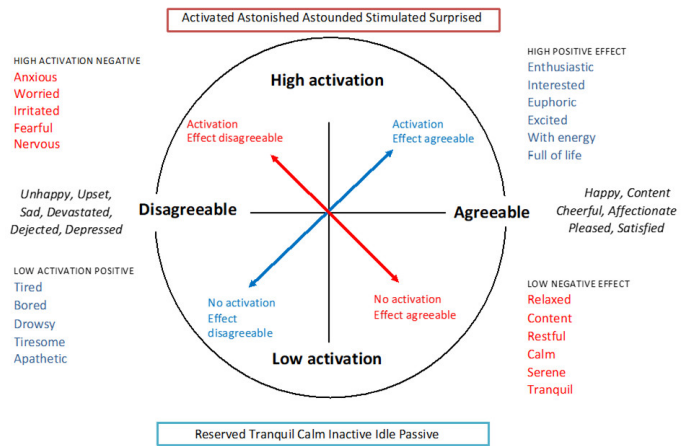 Activated Astonished Astounded Stimulated Surprised
HIGH ACTIVATION NEGATIVE
Anxious
Worried
Irritated
Fearful
Nervous
High activation
HIGH POSITIVE EFFECT
Enthusiastic
Interested
Euphoric
Excited
With energy
Full of life
Activation
Effect disagreeable
Activation
Effect agreeable
Unhappy, Upset,
Sad, Devastated,
Dejected, Depressed
Disagreeable
Agreeable
Happy, Content
Cheerful, Affectionate
Pleased, Satisfied
LOW ACTIVATION POSITIVE
Tired
Bored
Drowsy
Tiresome
Apathetic
No activation
Effect
disagreeable
No activation
Effect agreeable
Low activation
LOW NEGATIVE EFFECT
Relaxed
Content
Restful
Calm
Serene
Tranquil
Reserved Tranquil Calm Inactive Idle Passive